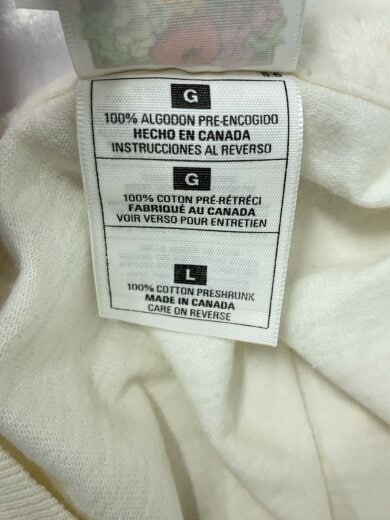 G
100% ALGODON PRE-ENCOGIDO
HECHO EN CANADA
INSTRUCCIONES AL REVERSO
G
100% COTON PRÉ-RÉTRÉCI
FABRIQUÉ AU CANADA
VOIR VERSO POUR ENTRETIEN
L
100% COTTON PRESHRUNK
MADE IN CANADA
CARE ON REVERSE